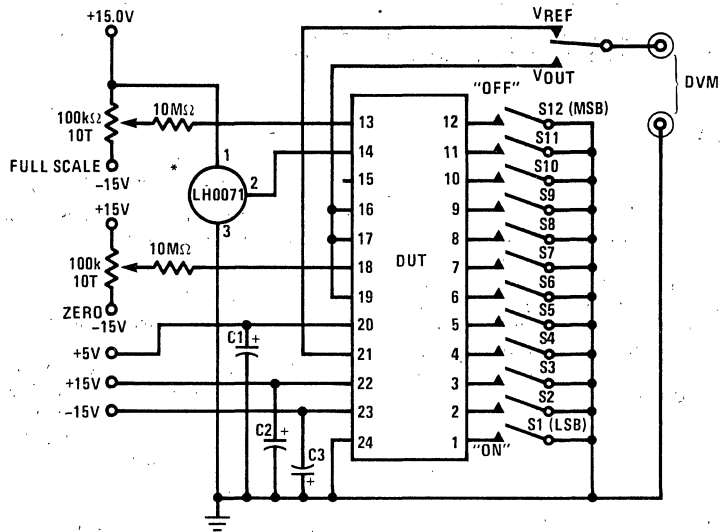 +15.0V
VREF
DVM
VOUT
"OFF"
100kΩ
10T
10MΩ
FULL SCALE
−15V
*
1
2
LH0071
3
+15V
100k
10T
10MΩ
ZERO
−15V
+5V
+15V
−15V
C1 +
C2 +
C3 +
DUT
13
14
15
16
17
18
19
20
21
22
23
24
12
11
10
9
8
7
6
5
4
3
2
1
S12 (MSB)
S11
S10
S9
S8
S7
S6
S5
S4
S3
S2
S1 (LSB)
"ON"